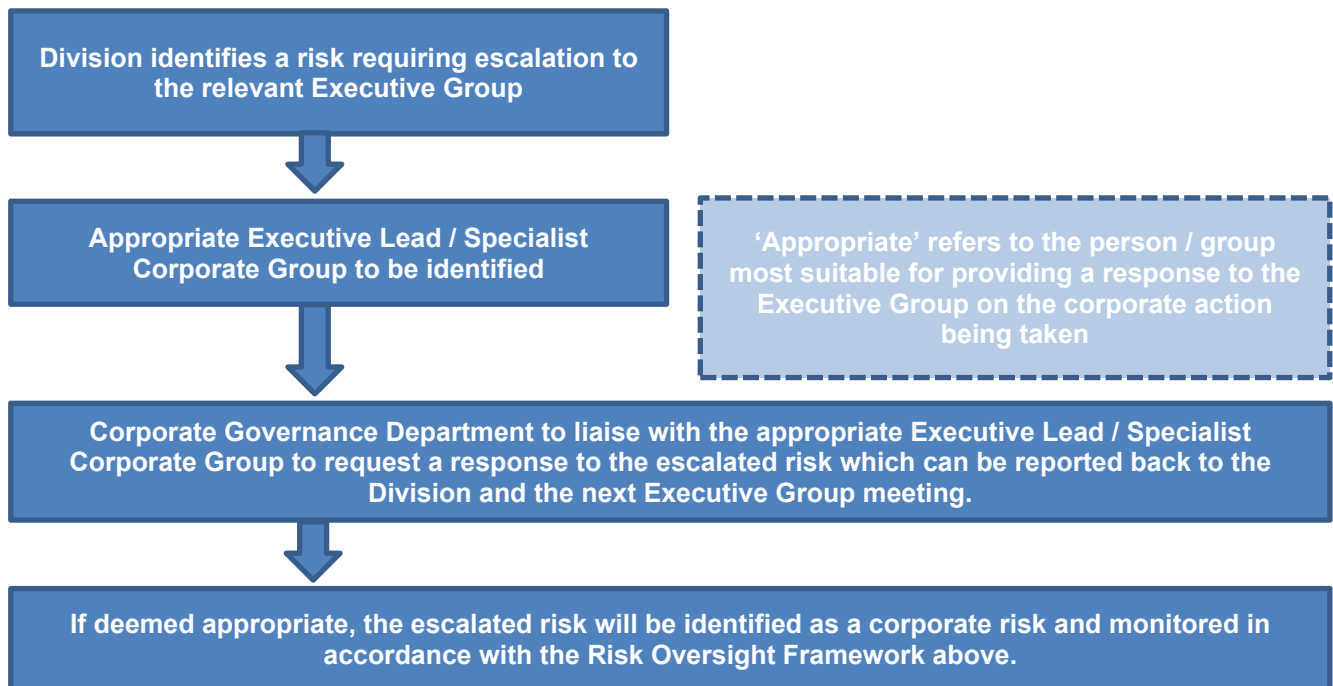 Division identifies a risk requiring escalation to
the relevant Executive Group
Appropriate Executive Lead / Specialist
Corporate Group to be identified
‘Appropriate’ refers to the person / group
most suitable for providing a response to the
Executive Group on the corporate action
being taken
Corporate Governance Department to liaise with the appropriate Executive Lead / Specialist
Corporate Group to request a response to the escalated risk which can be reported back to the
Division and the next Executive Group meeting.
If deemed appropriate, the escalated risk will be identified as a corporate risk and monitored in
accordance with the Risk Oversight Framework above.